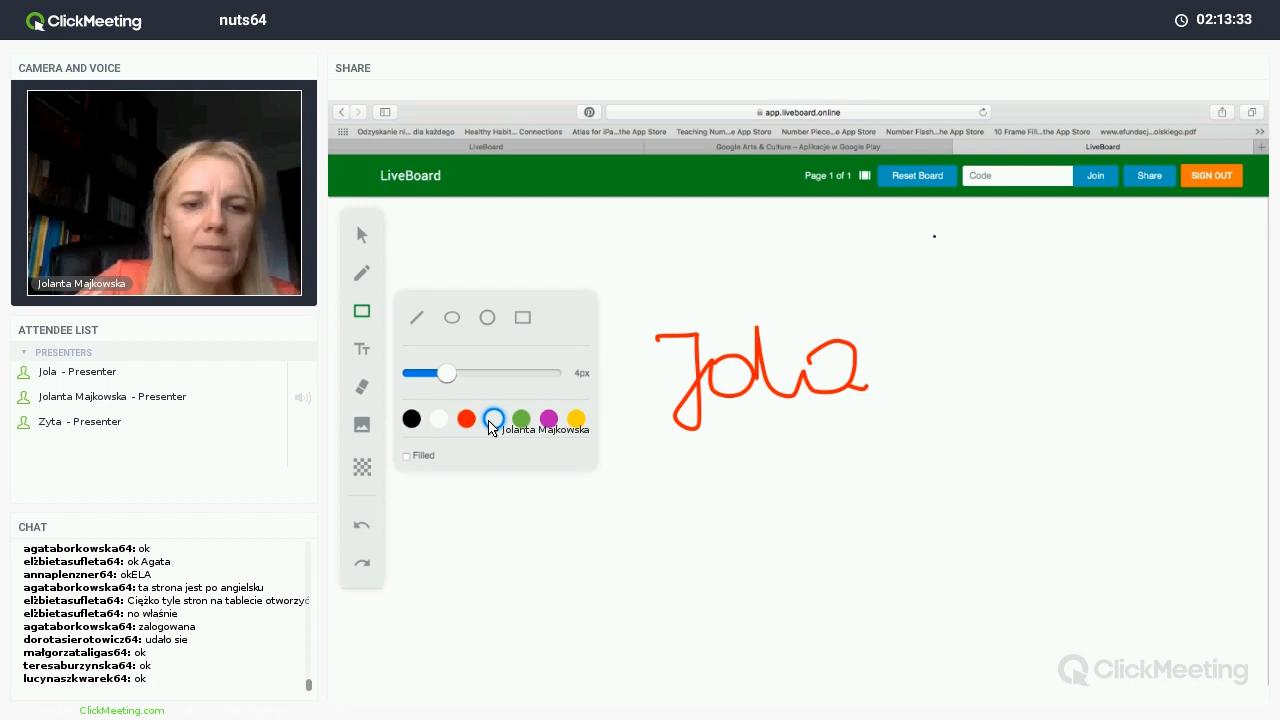 ClickMeeting
nuts64
02:13:33
CAMERA AND VOICE
Jolanta Majkowska
ATTENDEE LIST
PRESENTERS
Jola - Presenter
Jolanta Majkowska - Presenter
Zyta - Presenter
CHAT
agataborkowska64: ok
elżbietasufleta64: ok Agata
annaplenzner64: okELA
agataborkowska64: ta strona jest po angielsku
elżbietasufleta64: Ciężko tyle stron na tablecie otworzyć
elżbietasufleta64: no właśnie
agataborkowska64: zalogowana
dorotasierotowicz64: udało sie
małgorzataligas64: ok
teresaburzynska64: ok
lucynaszkwarek64: ok
ClickMeeting.com
SHARE
app.liveboard.online
Odzyskanie ni... dla każdego Healthy Habit... Connections Atlas for iPa...the App Store Teaching Num...e App Store Number Piece...e App Store Number Flash...he App Store 10 Frame Fill...the App Store www.efundacj...olskiego.pdf >>
LiveBoard Google Arts & Culture – Aplikacje w Google Play LiveBoard
LiveBoard
Page 1 of 1 Reset Board Code Join Share SIGN OUT
Tт
4px
Jolanta Majkowska
Filled
Jola
ClickMeeting